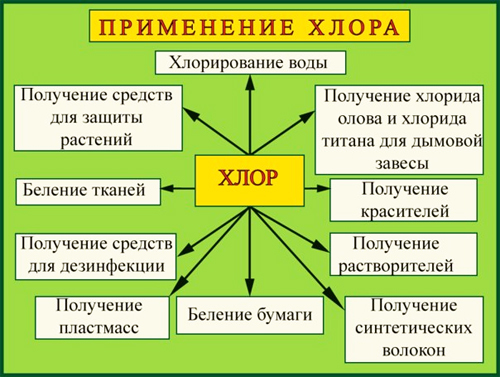 ПРИМЕНЕНИЕ ХЛОРА
Хлорирование воды
Получение средств
для защиты
растений
Получение хлорида
олова и хлорида
титана для дымовой
завесы
ХЛОР
Беление тканей
Получение
красителей
Получение средств
для дезинфекции
Получение
растворителей
Получение
пластмасс
Беление бумаги
Получение
синтетических
волокон